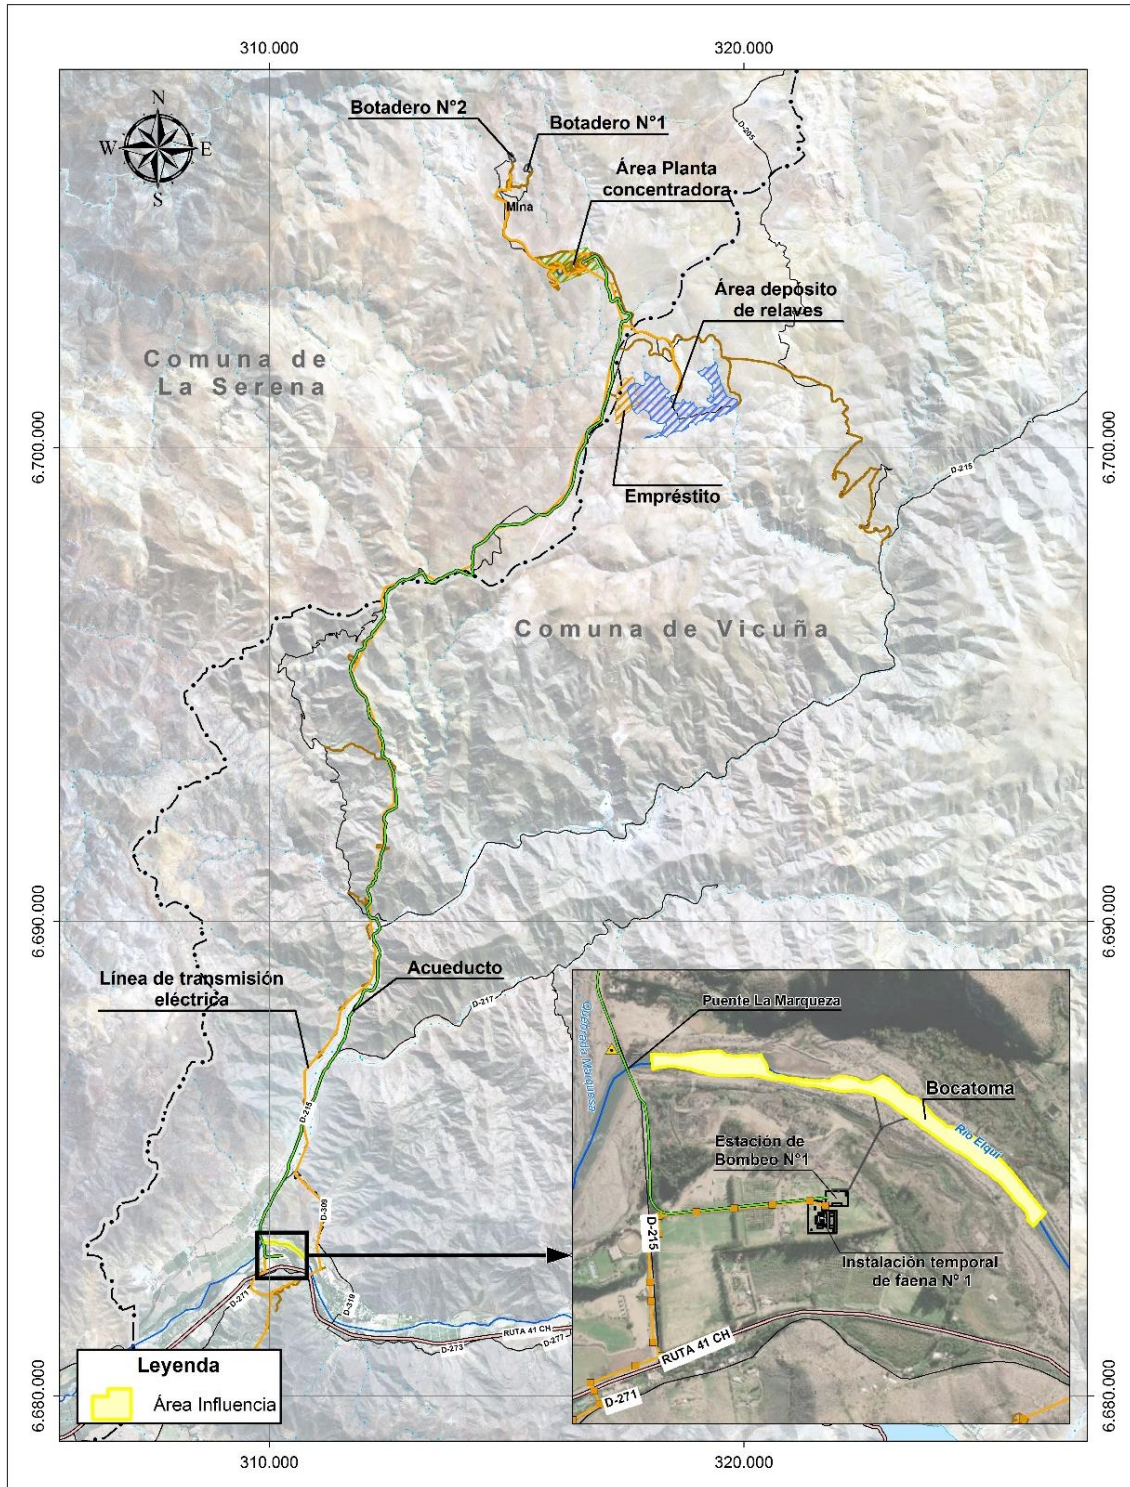 310.000
320.000
N
W
E
S
Botadero N°2
Botadero N°1
Área Planta
concentradora
D-205
Mina
Área depósito
de relaves
Comuna de
La Serena
6.700.000
6.700.000
D-215
Empréstito
Comuna de Vicuña
6.690.000
6.690.000
Línea de transmisión
eléctrica
Acueducto
D-217
D-215
D-309
D-271
D-319
RUTA 41 CH
D-273
D-277
Puente La Marqueza
Quebrada Marquesa
Bocatoma
Río Elqui
Estación de
Bombeo N°1
D-215
Instalación temporal
de faena N° 1
RUTA 41 CH
D-271
Leyenda
Área Influencia
6.680.000
6.680.000
310.000
320.000